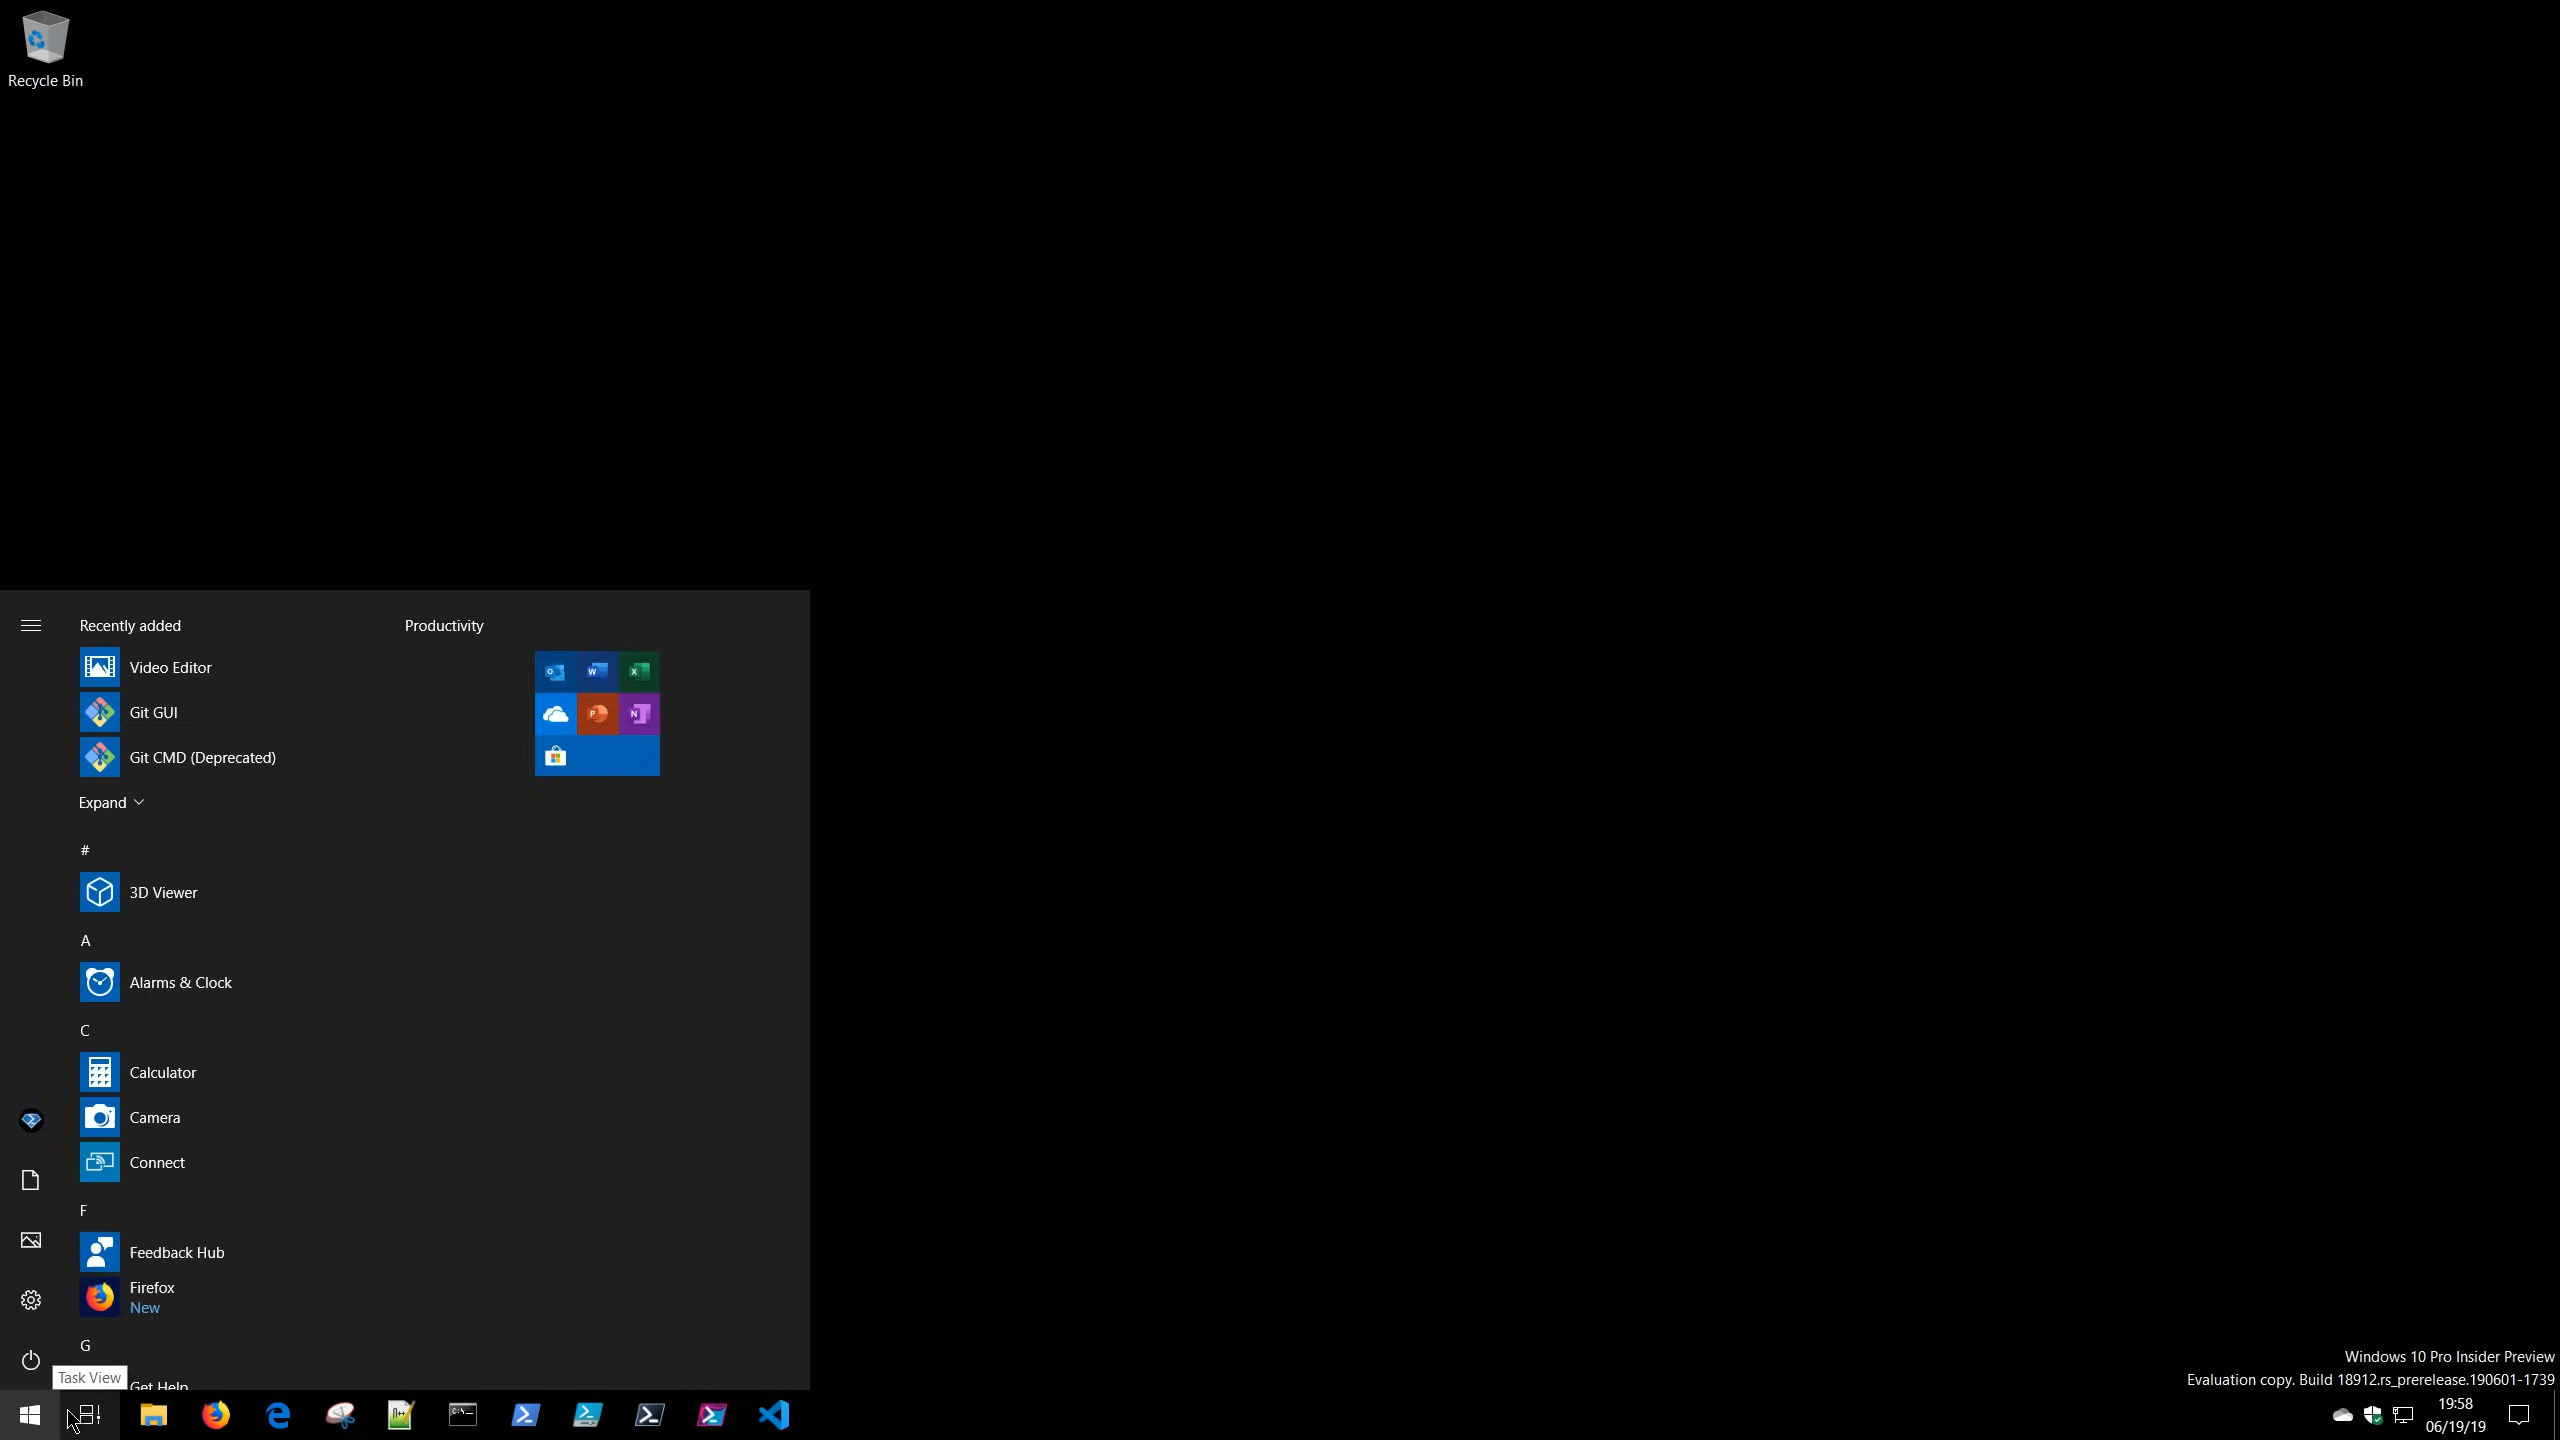 Recycle Bin
Recently added
Productivity
Video Editor
Git GUI
Git CMD (Deprecated)
Expand
#
3D Viewer
A
Alarms & Clock
C
Calculator
Camera
Connect
F
Feedback Hub
Firefox
New
G
Get Help
Task View
Windows 10 Pro Insider Preview
Evaluation copy. Build 18912.rs_prerelease.190601-1739
19:58
06/19/19